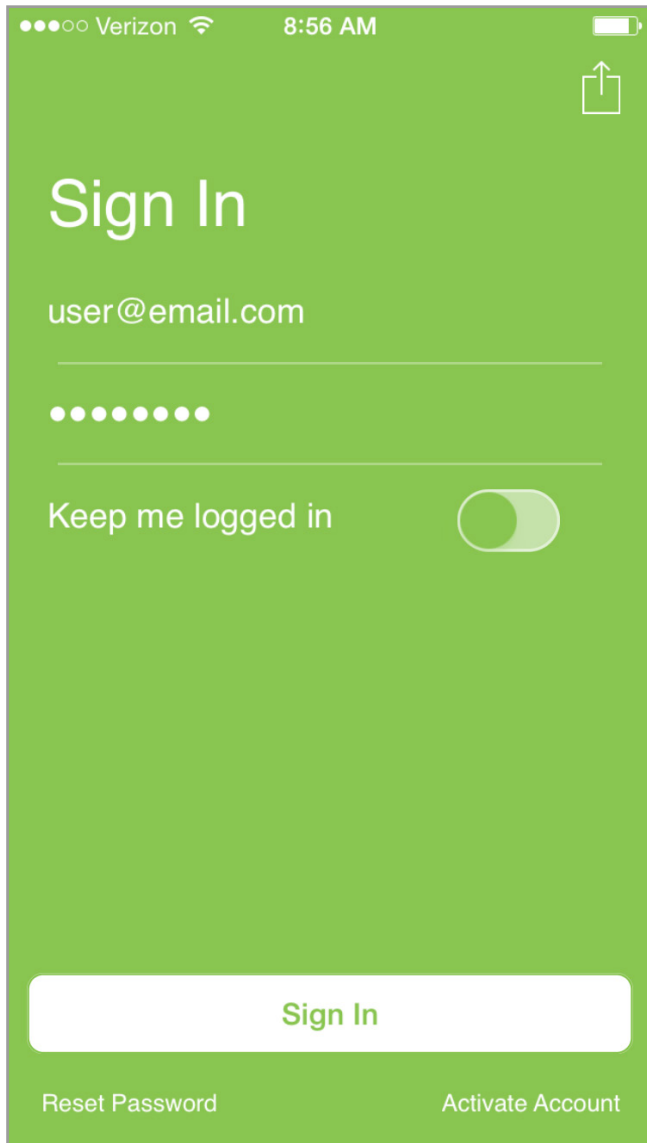 ●●●○○ Verizon 8:56 AM
Sign In
user@email.com
●●●●●●●●
Keep me logged in
Sign In
Reset Password Activate Account